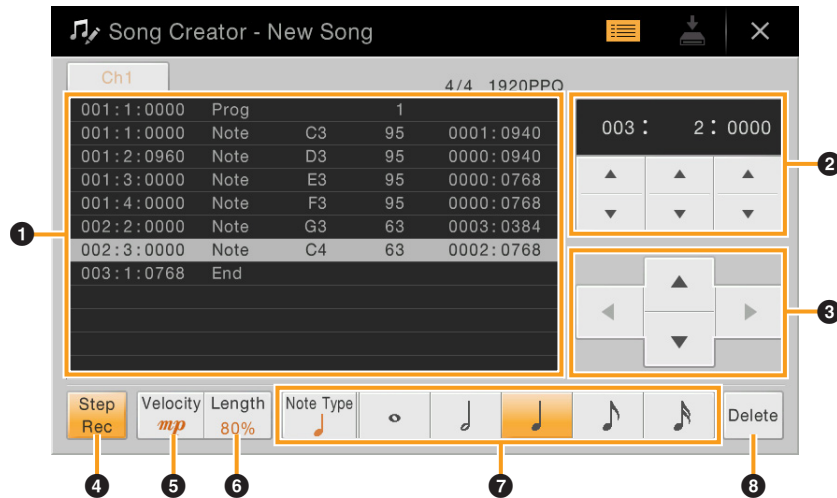 Song Creator - New Song
Ch1
4/4 1920PPQ
001:1:0000 Prog 1
001:1:0000 Note C3 95 0001:0940
001:2:0960 Note D3 95 0000:0940
001:3:0000 Note E3 95 0000:0768
001:4:0000 Note F3 95 0000:0768
002:2:0000 Note G3 63 0003:0384
002:3:0000 Note C4 63 0002:0768
003:1:0768 End
003: 2: 0000
1
2
3
Step Rec
Velocity mp
Length 80%
Note Type
Delete
4
5
6
7
8